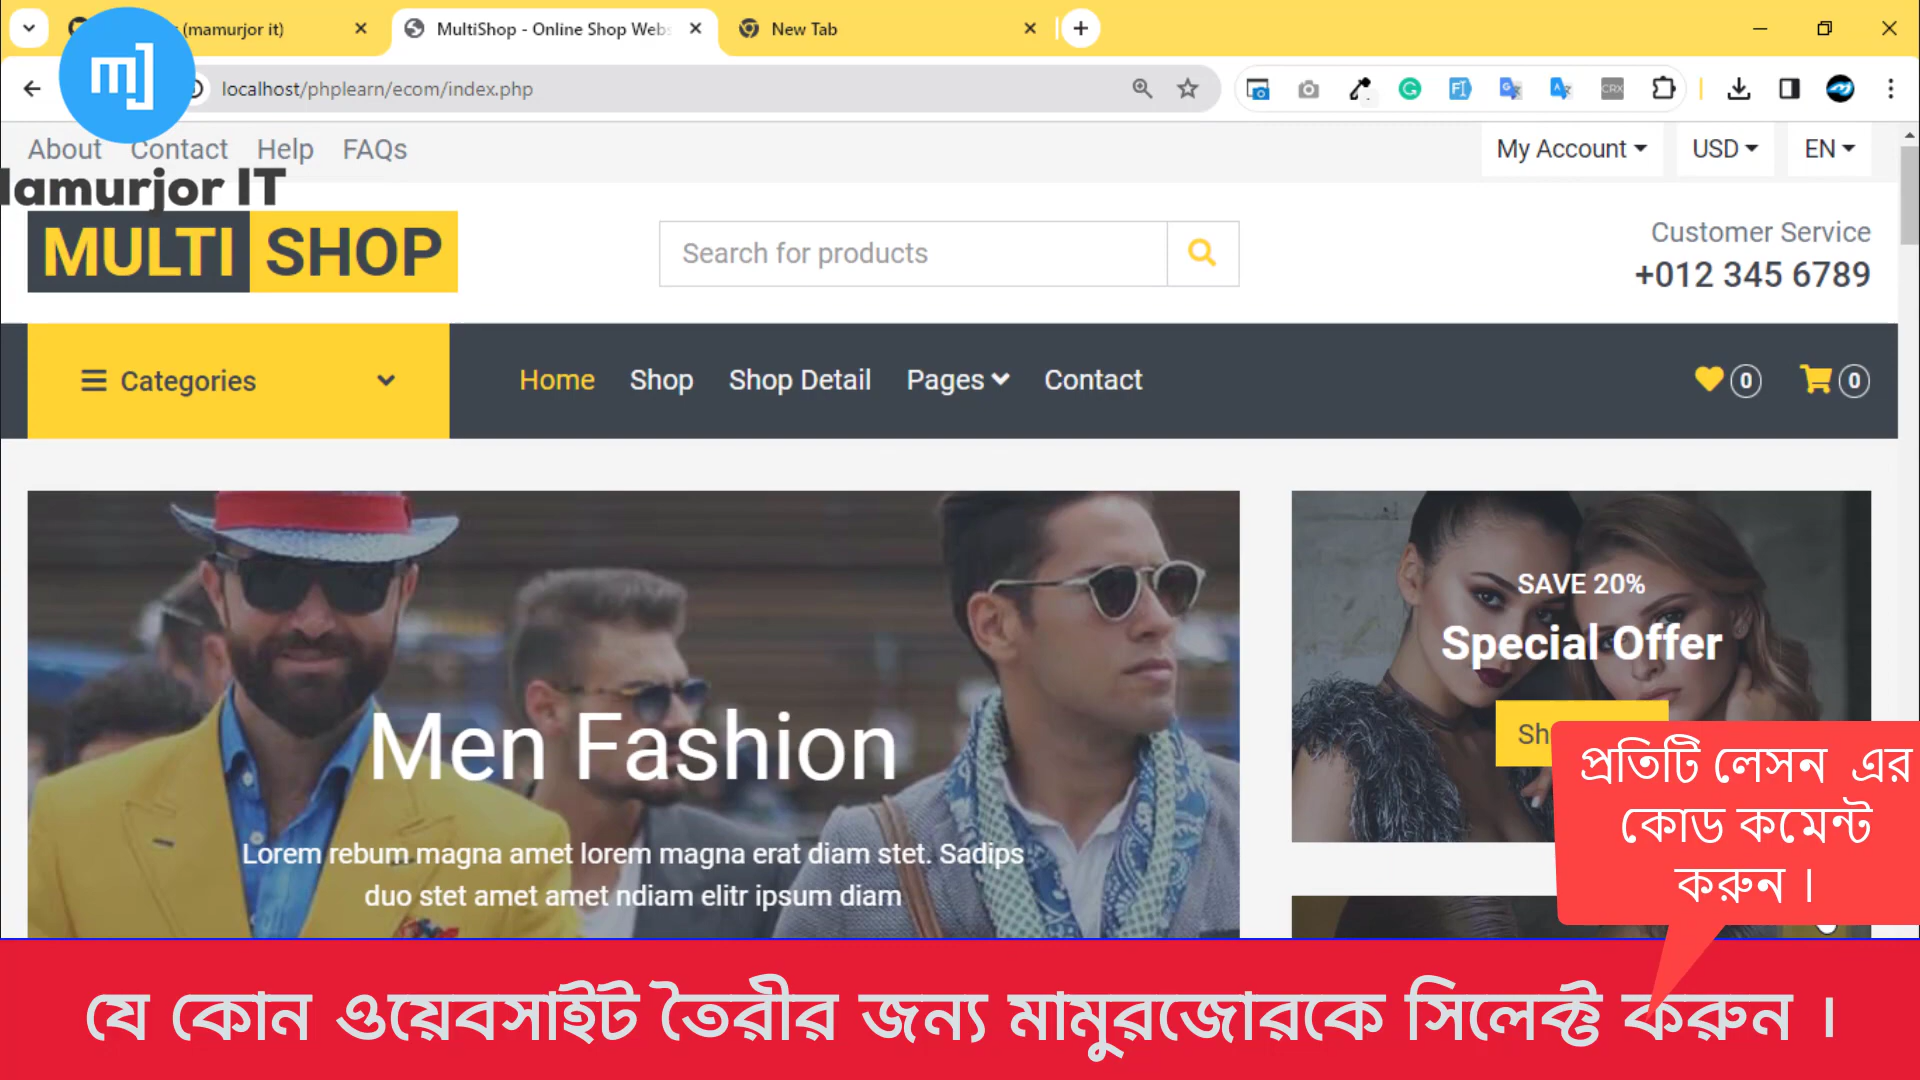 (mamurjor it)
MultiShop - Online Shop Webs
New Tab
localhost/phplearn/ecom/index.php
mj
About Contact Help FAQs
My Account USD EN
Mamurjor IT
MULTI SHOP
Search for products
Customer Service
+012 345 6789
Categories
Home Shop Shop Detail Pages Contact
0 0
SAVE 20%
Special Offer
Sh
Men Fashion
Lorem rebum magna amet lorem magna erat diam stet. Sadips
duo stet amet amet ndiam elitr ipsum diam
প্রতিটি লেসন এর
কোড কমেন্ট
করুন ।
যে কোন ওয়েবসাইট তৈরীর জন্য মামুরজোরকে সিলেক্ট করুন ।